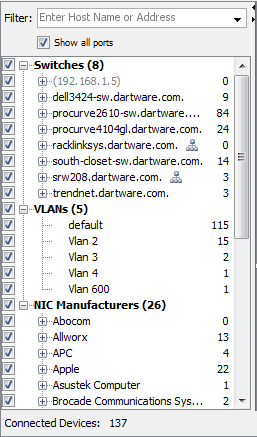 Filter: Enter Host Name or Address
Show all ports
Switches (8)
(192.168.1.5) 0
dell3424-sw.dartware.com. 9
procurve2610-sw.dartware.... 84
procurve4104gl.dartware.com. 24
racklinksys.dartware.com. 0
south-closet-sw.dartware.com. 14
srw208.dartware.com. 3
trendnet.dartware.com. 3
VLANs (5)
default 115
Vlan 2 15
Vlan 3 2
Vlan 4 1
Vlan 600 1
NIC Manufacturers (26)
Abocom 0
Allworx 13
APC 4
Apple 22
Asustek Computer 1
Brocade Communications Sys... 2
Connected Devices: 137